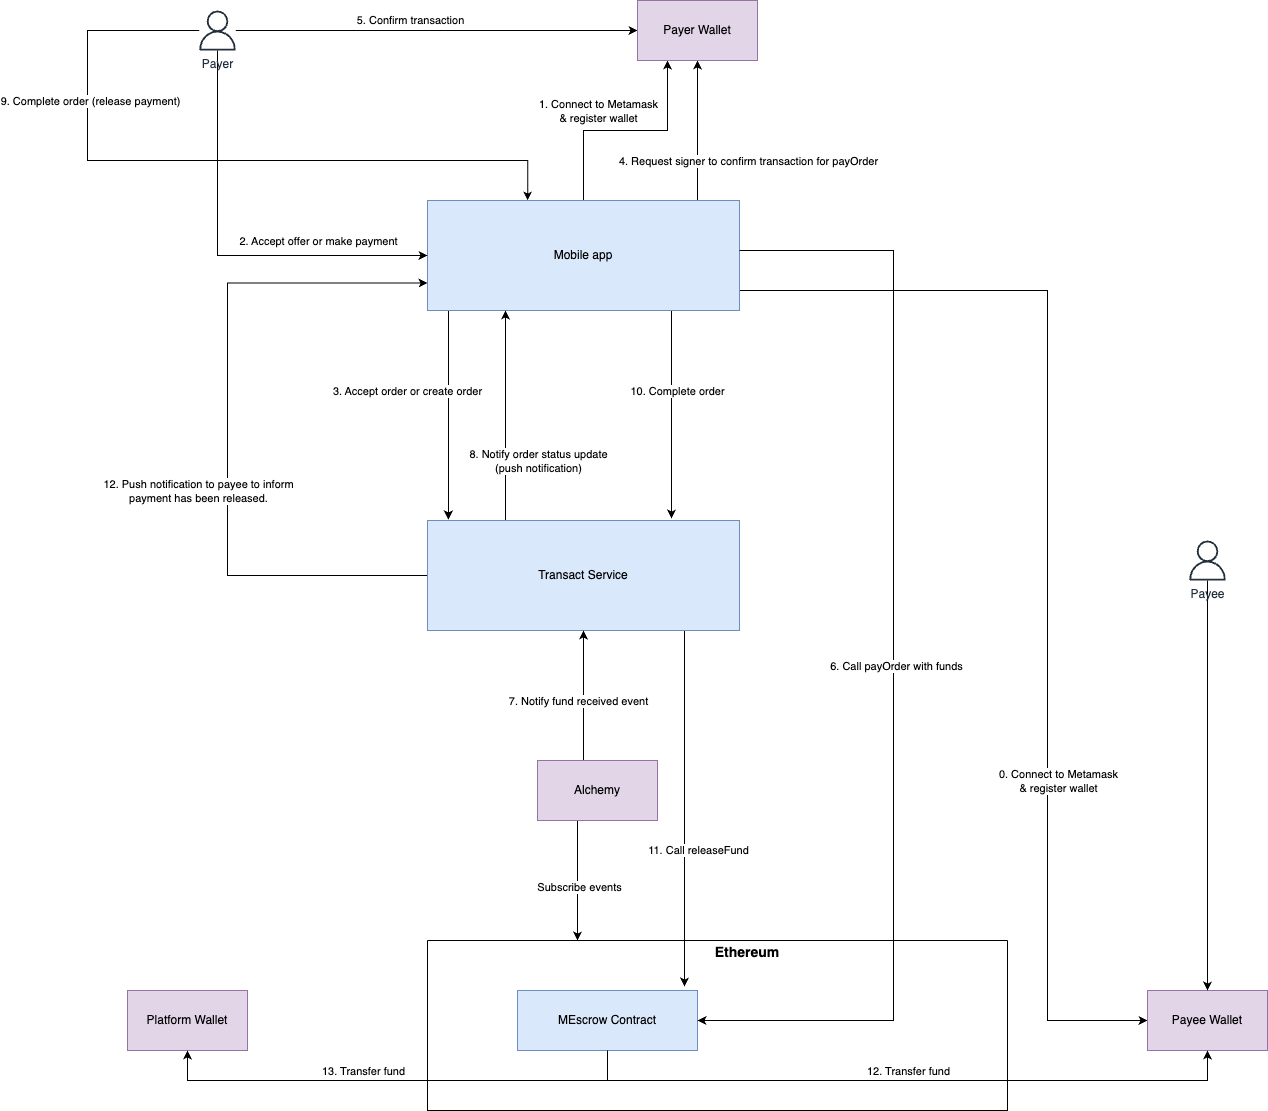 5. Confirm transaction
Payer Wallet
Payer
9. Complete order (release payment)
1. Connect to Metamask
& register wallet
4. Request signer to confirm transaction for payOrder
2. Accept offer or make payment
Mobile app
3. Accept order or create order
10. Complete order
8. Notify order status update
(push notification)
12. Push notification to payee to inform
payment has been released.
Transact Service
Payee
6. Call payOrder with funds
7. Notify fund received event
0. Connect to Metamask
& register wallet
Alchemy
11. Call releaseFund
Subscribe events
Ethereum
Platform Wallet
MEscrow Contract
Payee Wallet
13. Transfer fund
12. Transfer fund